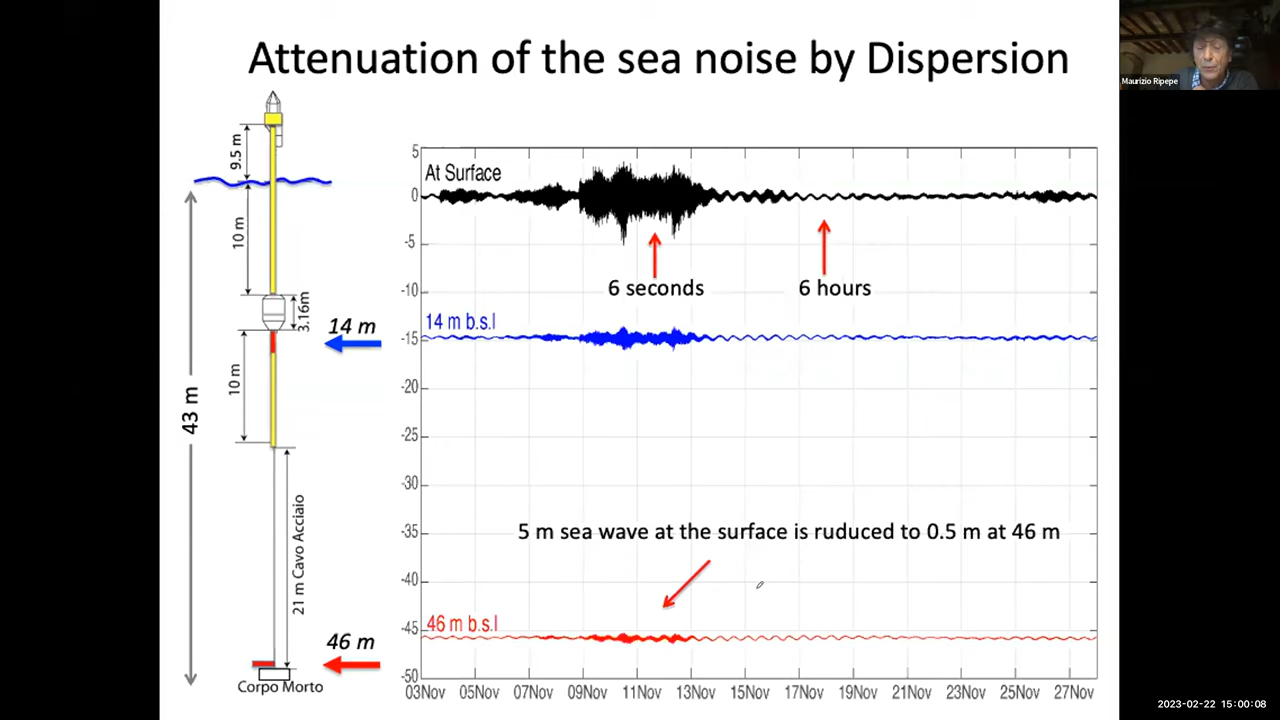 Attenuation of the sea noise by Dispersion
Maurizio Ripepe
9.5 m
10 m
3.16m
14 m
10 m
43 m
21 m Cavo Acciaio
46 m
Corpo Morto
5
At Surface
0
-5
6 seconds
6 hours
-10
14 m b.s.l
-15
-20
-25
-30
-35
5 m sea wave at the surface is ruduced to 0.5 m at 46 m
-40
46 m b.s.l
-45
-50
03Nov 05Nov 07Nov 09Nov 11Nov 13Nov 15Nov 17Nov 19Nov 21Nov 23Nov 25Nov 27Nov
2023-02-22 15:00:08